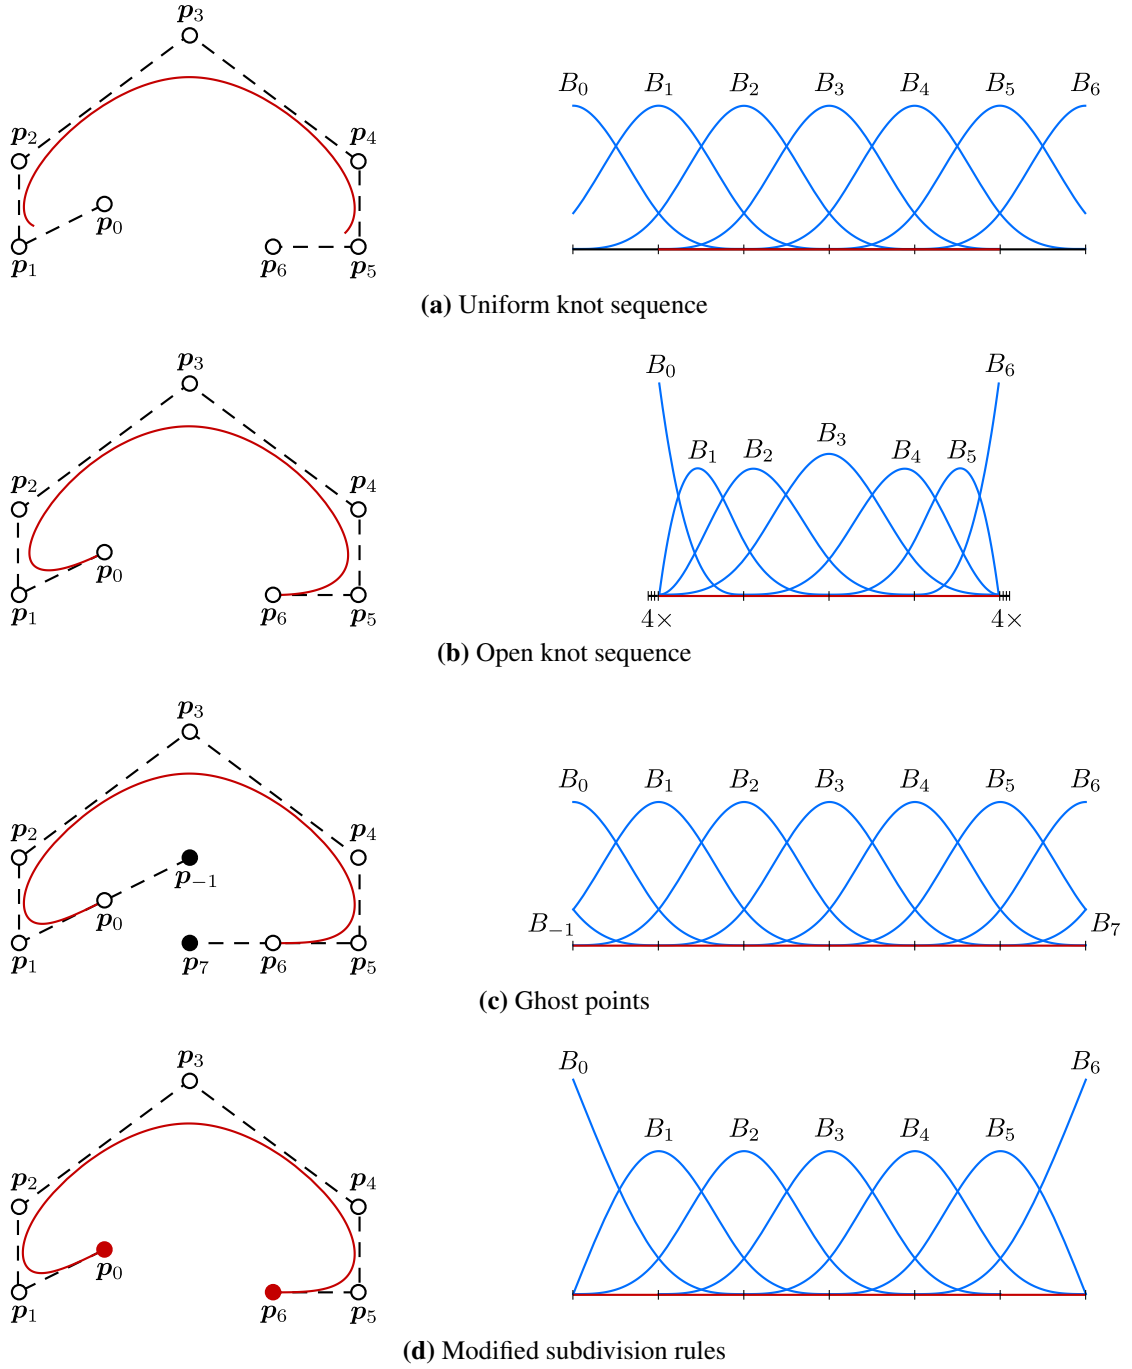 p₃
B₀ B₁ B₂ B₃ B₄ B₅ B₆
p₂ p₄
p₀
p₁ p₆ p₅
(a) Uniform knot sequence
p₃
B₀ B₆
B₃
B₁ B₂ B₄ B₅
p₂ p₄
p₀
p₁ p₆ p₅
4× 4×
(b) Open knot sequence
p₃
B₀ B₁ B₂ B₃ B₄ B₅ B₆
p₂ p₄
p₋₁
p₀
B₋₁ B₇
p₁ p₇ p₆ p₅
(c) Ghost points
p₃
B₀ B₆
B₁ B₂ B₃ B₄ B₅
p₂ p₄
p₀
p₁ p₆ p₅
(d) Modified subdivision rules